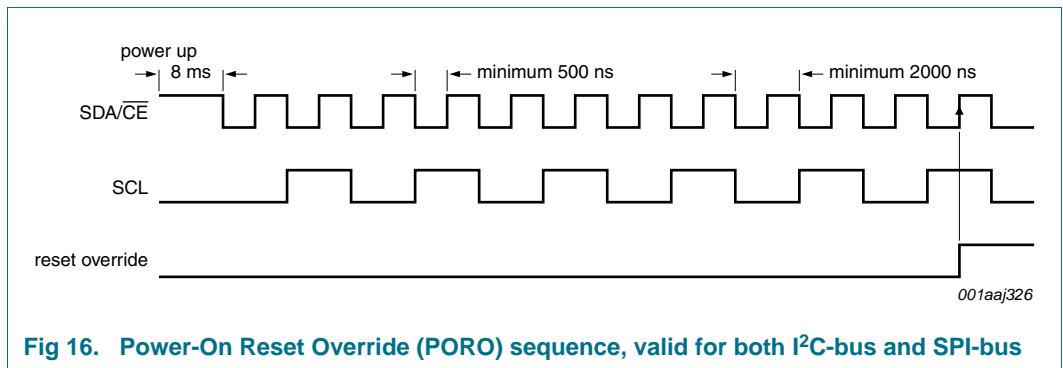 power up
8 ms
minimum 500 ns
minimum 2000 ns
SDA/CE
SCL
reset override
001aaj326
Fig 16. Power-On Reset Override (PORO) sequence, valid for both I²C-bus and SPI-bus